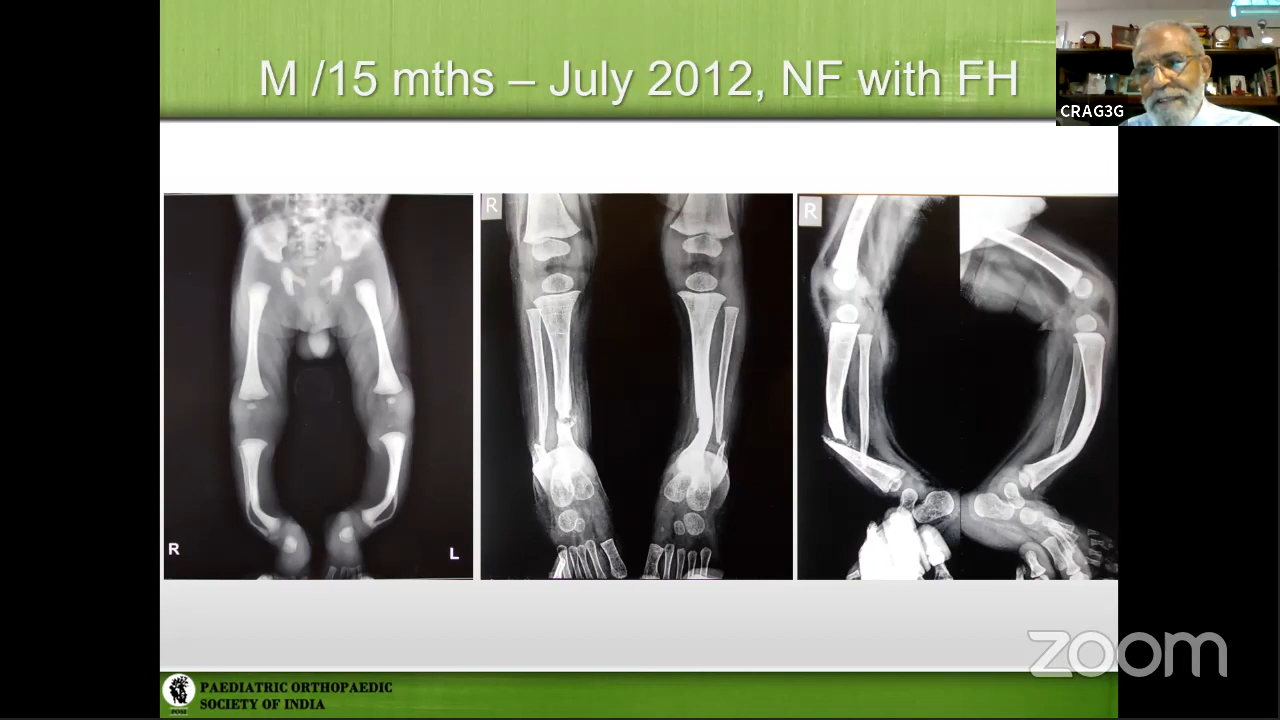 M /15 mths – July 2012, NF with FH
CRAG3G
R
R
R
L
zoom
PAEDIATRIC ORTHOPAEDIC
SOCIETY OF INDIA